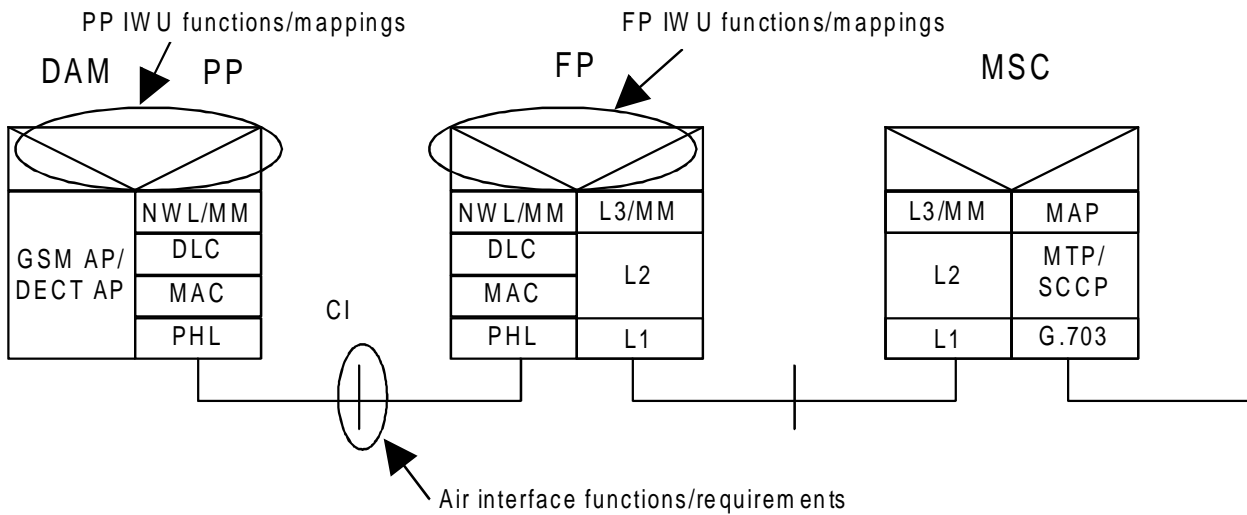 PP IWU functions/mappings
FP IWU functions/mappings
DAM PP
FP
MSC
NWL/MM
DLC
MAC
PHL
GSM AP/
DECT AP
CI
NWL/MM
DLC
MAC
PHL
L3/MM
L2
L1
L3/MM
L2
L1
MAP
MTP/
SCCP
G.703
Air interface functions/requirements